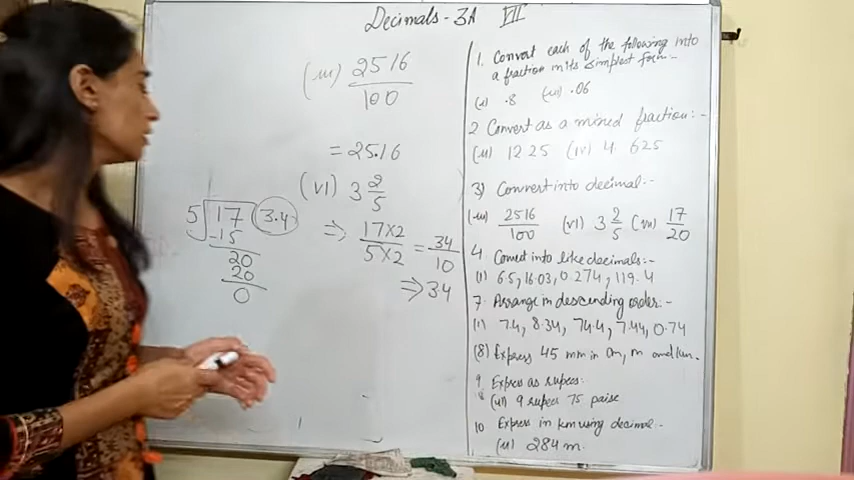 Decimals - 3A VII
(iii) 2516/100
= 25.16
(vi) 3 2/5
5 17 3.4
-15
20
20
0
⇒ 17×2/5×2 = 34/10
⇒ 34
1. Convert each of the following into
a fraction in its simplest form:-
(i) .8 (iii) .06
2 Convert as a mixed fraction:-
(ii) 12.25 (iv) 4.625
3) Convert into decimal:-
(iii) 2516/100 (vi) 3 2/5 (vii) 17/20
4 Convert into like decimals:-
(i) 6.5, 16.03, 0.274, 119.4
7. Arrange in descending order:-
(i) 7.4, 8.34, 74.4, 7.44, 0.74
(8) Express 45 mm in cm, m and km.
9 Express as rupees:
9 rupees 75 paise
10 Express in km using decimal:-
(ii) 284 m